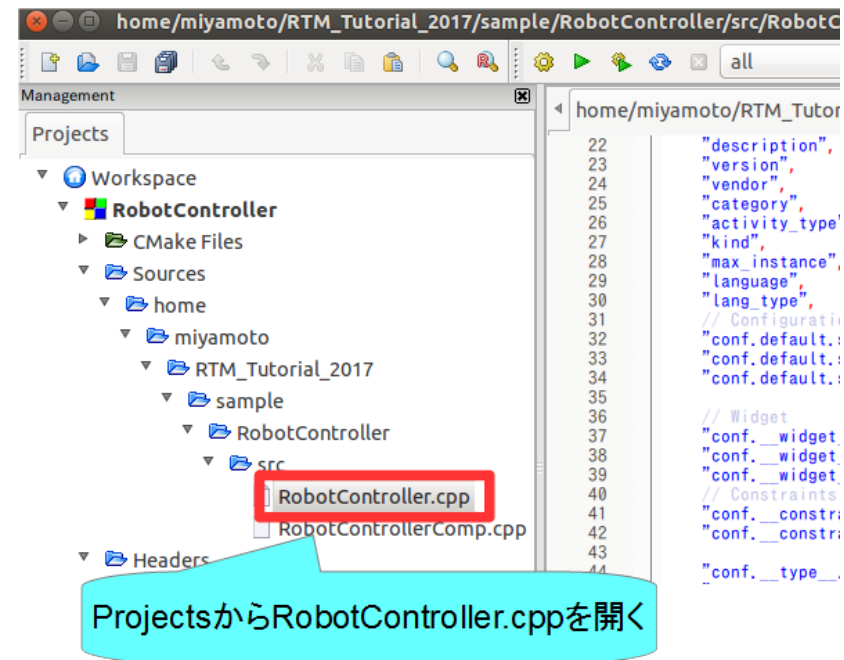 home/miyamoto/RTM_Tutorial_2017/sample/RobotController/src/RobotC
all
Management
Projects
Workspace
RobotController
CMake Files
Sources
home
miyamoto
RTM_Tutorial_2017
sample
RobotController
src
RobotController.cpp
RobotControllerComp.cpp
Headers
ProjectsからRobotController.cppを開く
home/miyamoto/RTM_Tutor
22 "description",
23 "version",
24 "vendor",
25 "category",
26 "activity_type"
27 "kind",
28 "max_instance",
29 "language",
30 "lang_type",
31 // Configuratio
32 "conf.default.s
33 "conf.default.s
34 "conf.default.s
35
36 // Widget
37 "conf.__widget_
38 "conf.__widget_
39 "conf.__widget_
40 // Constraints
41 "conf.__constra
42 "conf.__constra
43
44 "conf.__type__.